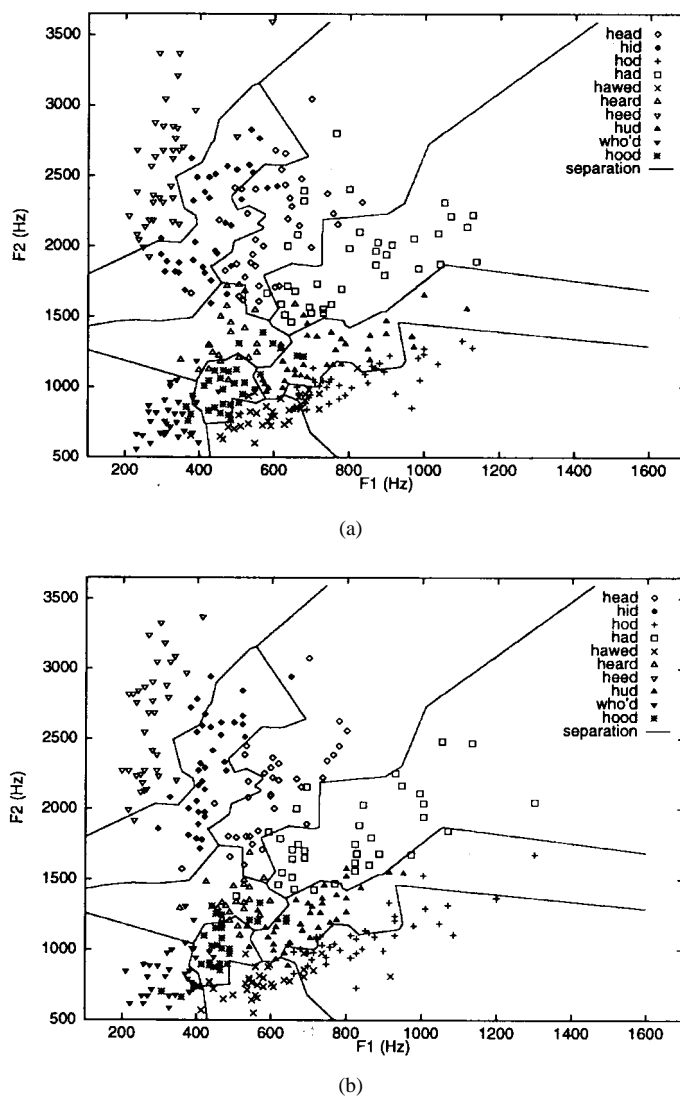 3500
3000
2500
2000
1500
1000
500
F2 (Hz)
head
hid
hod
had
hawed
heard
heed
hud
who'd
hood
separation
200
400
600
800
1000
1200
1400
1600
F1 (Hz)
(a)
3500
3000
2500
2000
1500
1000
500
F2 (Hz)
head
hid
hod
had
hawed
heard
heed
hud
who'd
hood
separation
200
400
600
800
1000
1200
1400
1600
F1 (Hz)
(b)